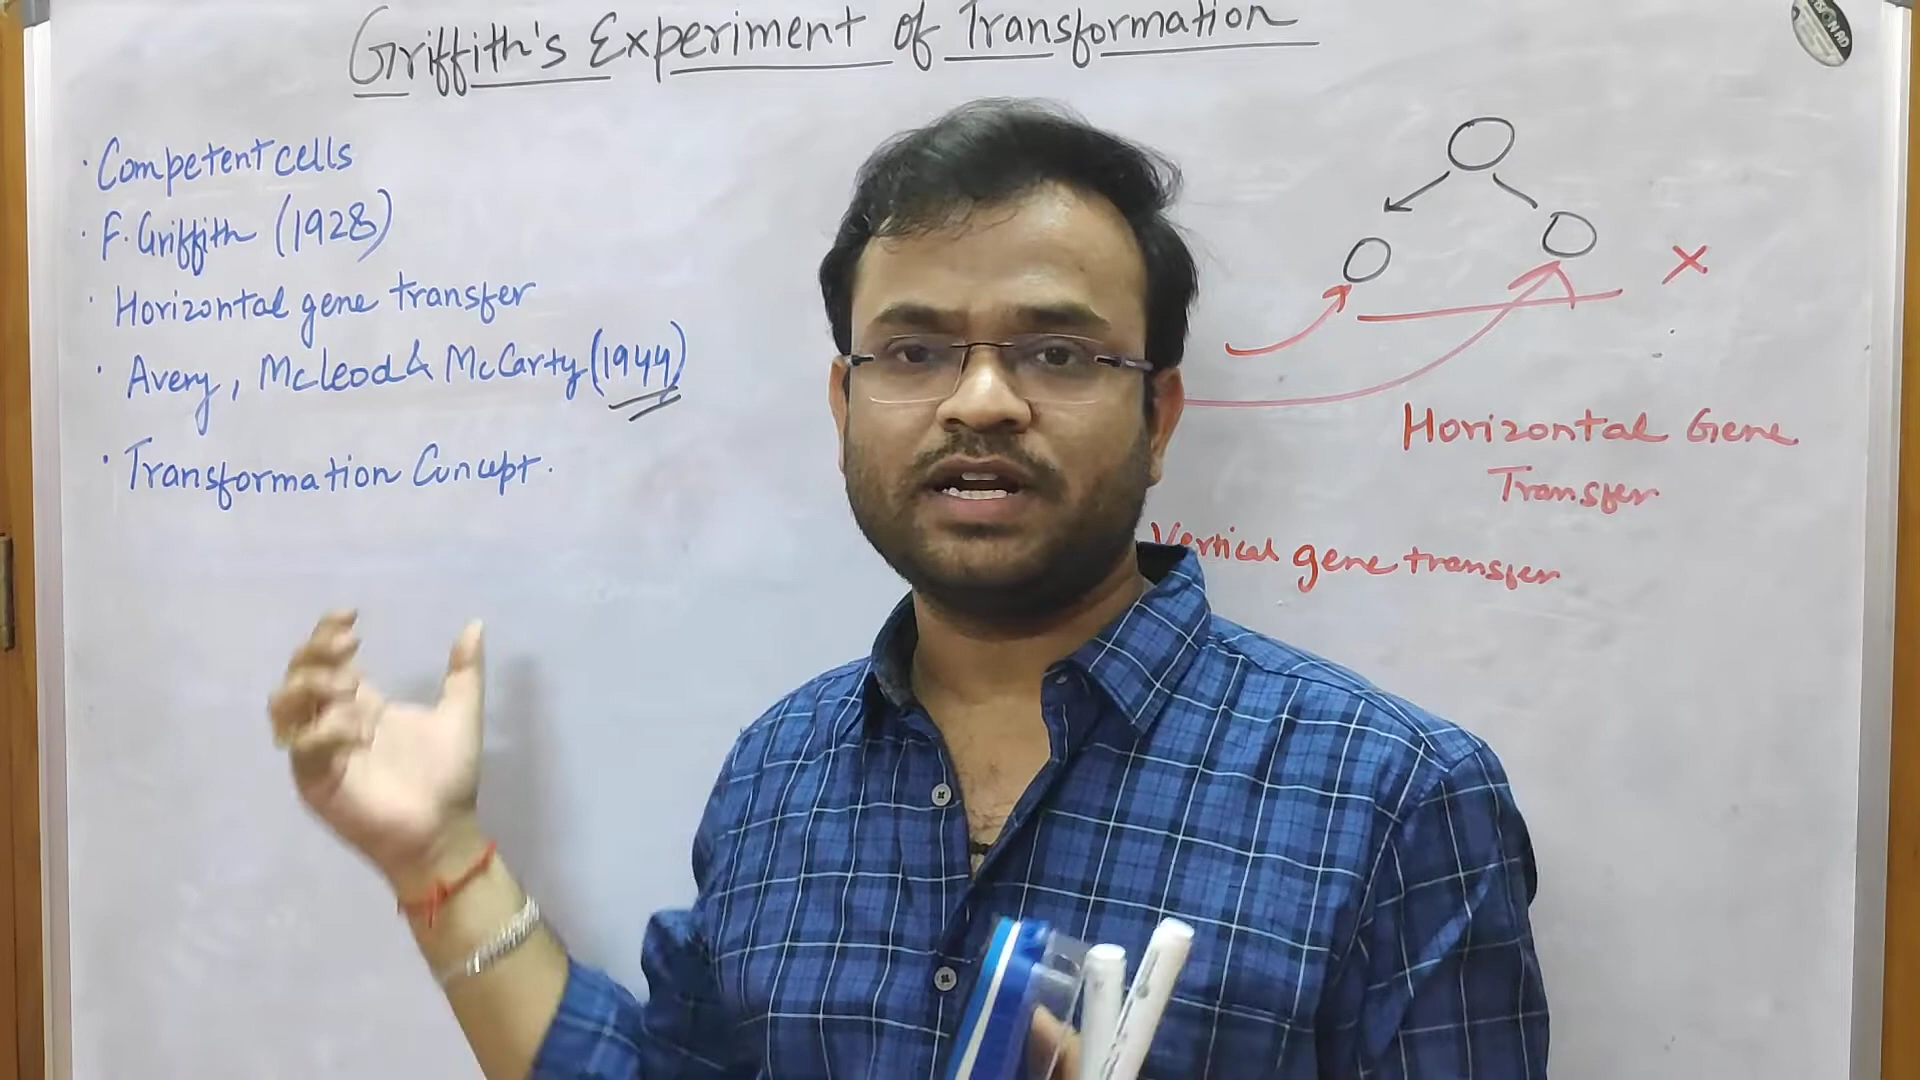 Griffith's Experiment of Transformation
· Competent cells
· F. Griffith (1928)
· Horizontal gene transfer
· Avery, McLeod & McCarty (1944)
· Transformation Concept.
X
Horizontal Gene
Transfer
Vertical gene transfer